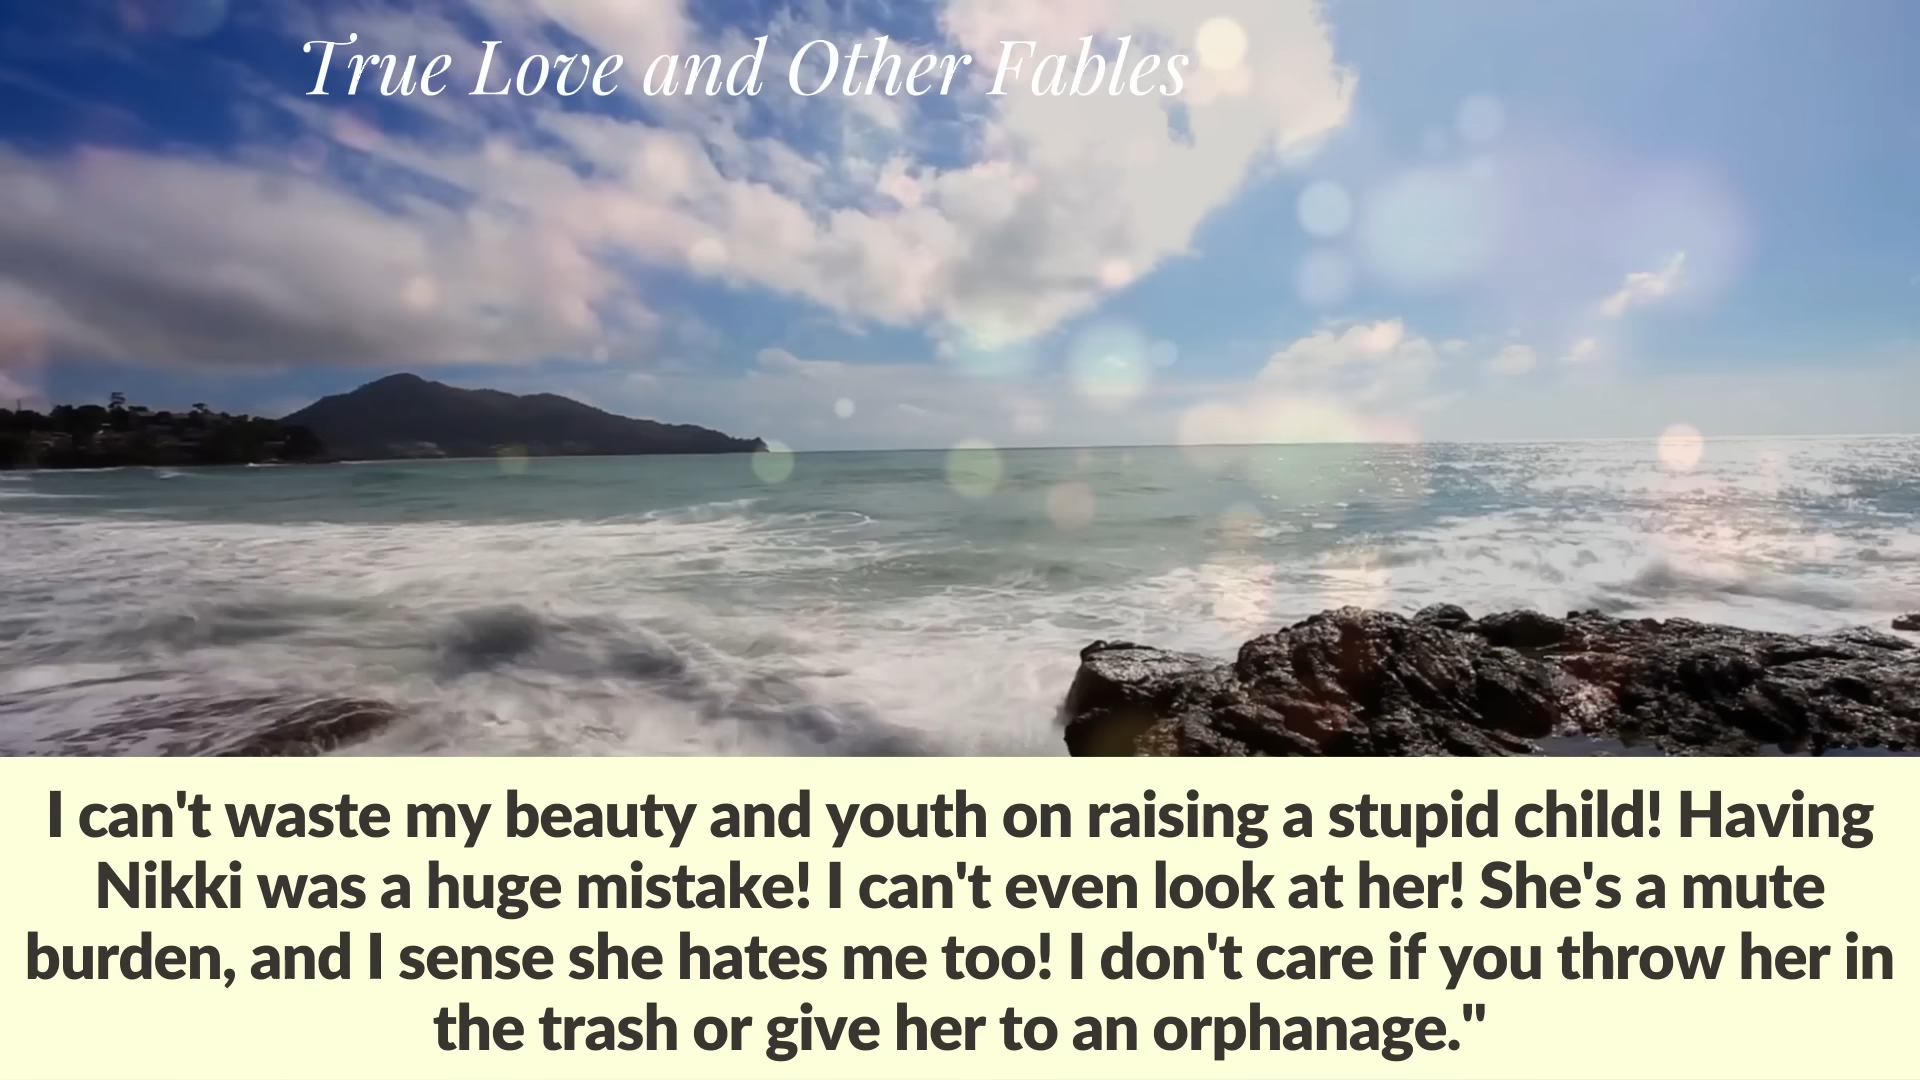 True Love and Other Fables
I can't waste my beauty and youth on raising a stupid child! Having
Nikki was a huge mistake! I can't even look at her! She's a mute
burden, and I sense she hates me too! I don't care if you throw her in
the trash or give her to an orphanage."